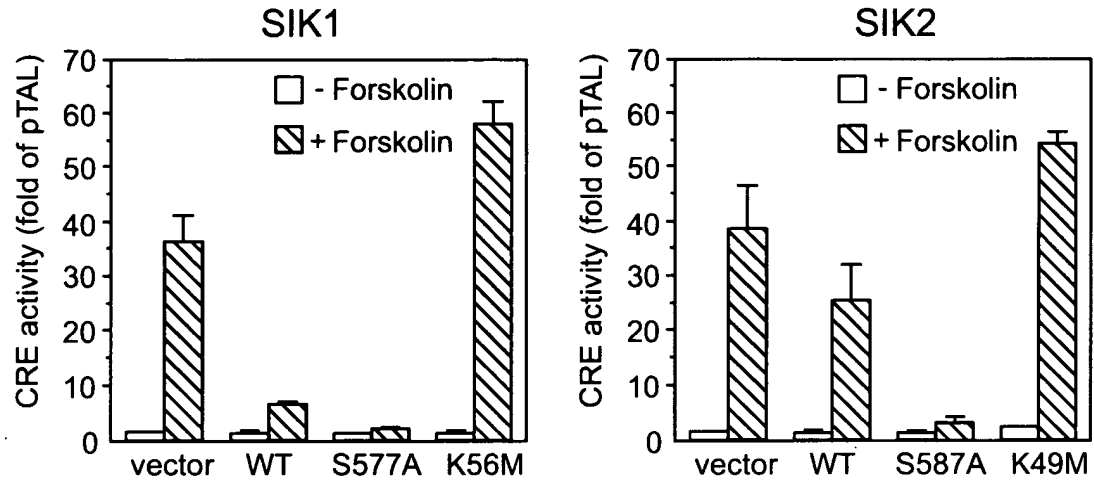 SIK1
CRE activity (fold of pTAL)
70
60
50
40
30
20
10
0
- Forskolin
+ Forskolin
vector WT S577A K56M
SIK2
CRE activity (fold of pTAL)
70
60
50
40
30
20
10
0
- Forskolin
+ Forskolin
vector WT S587A K49M